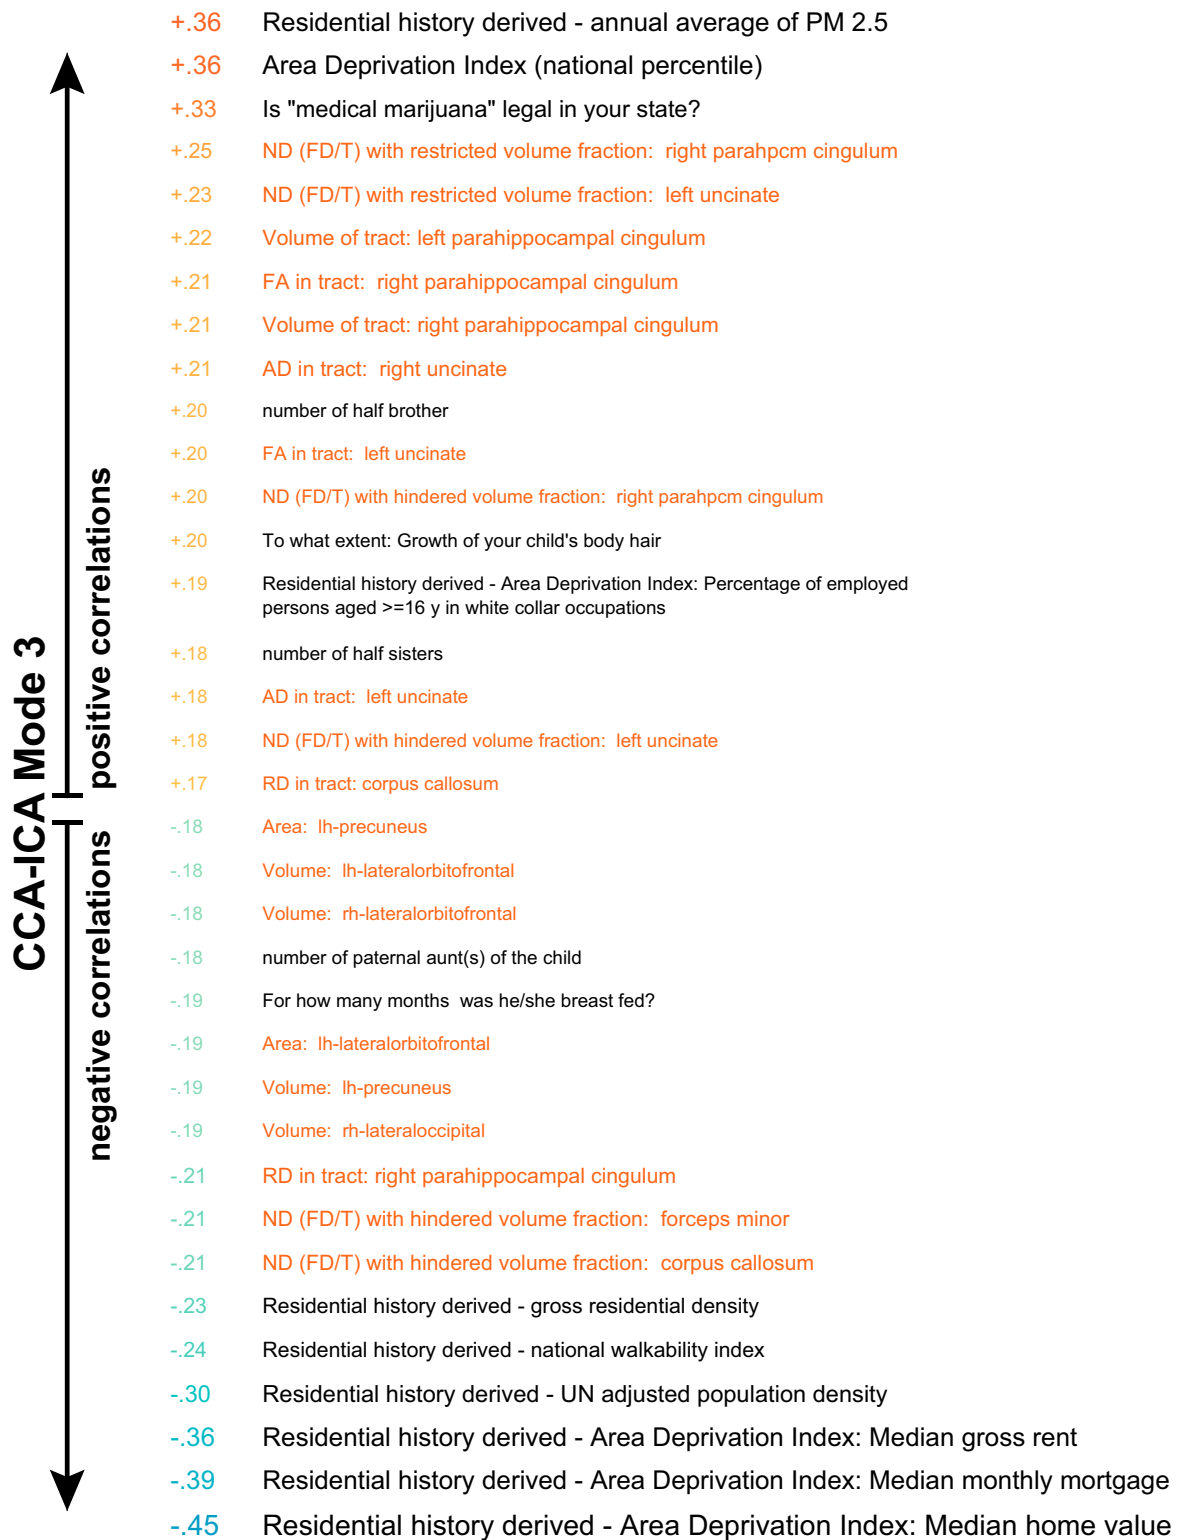 CCA-ICA Mode 3
positive correlations
negative correlations
+.36 Residential history derived - annual average of PM 2.5
+.36 Area Deprivation Index (national percentile)
+.33 Is "medical marijuana" legal in your state?
+.25 ND (FD/T) with restricted volume fraction: right parahpcm cingulum
+.23 ND (FD/T) with restricted volume fraction: left uncinate
+.22 Volume of tract: left parahippocampal cingulum
+.21 FA in tract: right parahippocampal cingulum
+.21 Volume of tract: right parahippocampal cingulum
+.21 AD in tract: right uncinate
+.20 number of half brother
+.20 FA in tract: left uncinate
+.20 ND (FD/T) with hindered volume fraction: right parahpcm cingulum
+.20 To what extent: Growth of your child's body hair
+.19 Residential history derived - Area Deprivation Index: Percentage of employed
persons aged >=16 y in white collar occupations
+.18 number of half sisters
+.18 AD in tract: left uncinate
+.18 ND (FD/T) with hindered volume fraction: left uncinate
+.17 RD in tract: corpus callosum
-.18 Area: lh-precuneus
-.18 Volume: lh-lateralorbitofrontal
-.18 Volume: rh-lateralorbitofrontal
-.18 number of paternal aunt(s) of the child
-.19 For how many months was he/she breast fed?
-.19 Area: lh-lateralorbitofrontal
-.19 Volume: lh-precuneus
-.19 Volume: rh-lateraloccipital
-.21 RD in tract: right parahippocampal cingulum
-.21 ND (FD/T) with hindered volume fraction: forceps minor
-.21 ND (FD/T) with hindered volume fraction: corpus callosum
-.23 Residential history derived - gross residential density
-.24 Residential history derived - national walkability index
-.30 Residential history derived - UN adjusted population density
-.36 Residential history derived - Area Deprivation Index: Median gross rent
-.39 Residential history derived - Area Deprivation Index: Median monthly mortgage
-.45 Residential history derived - Area Deprivation Index: Median home value